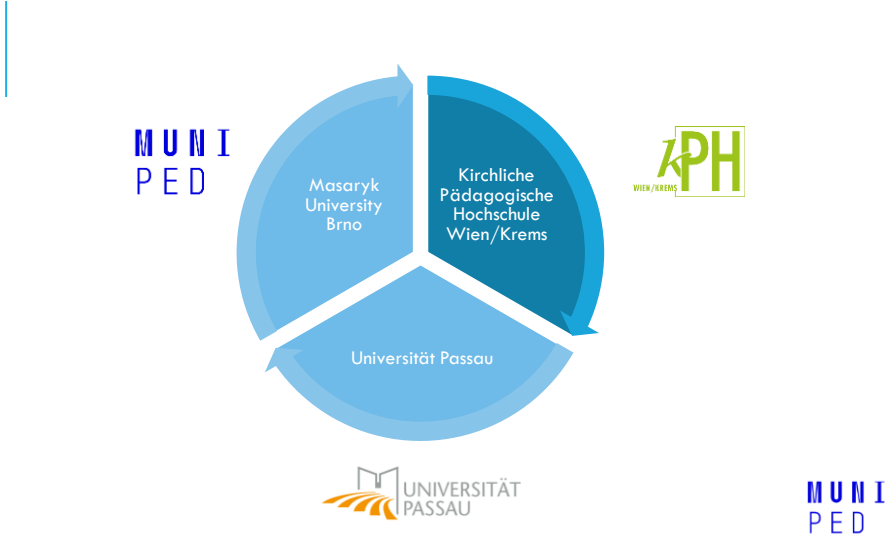 MUNI
PED
Masaryk
University
Brno
Kirchliche
Pädagogische
Hochschule
Wien/Krems
kPH
WIEN/KREMS
Universität Passau
UNIVERSITÄT
PASSAU
MUNI
PED